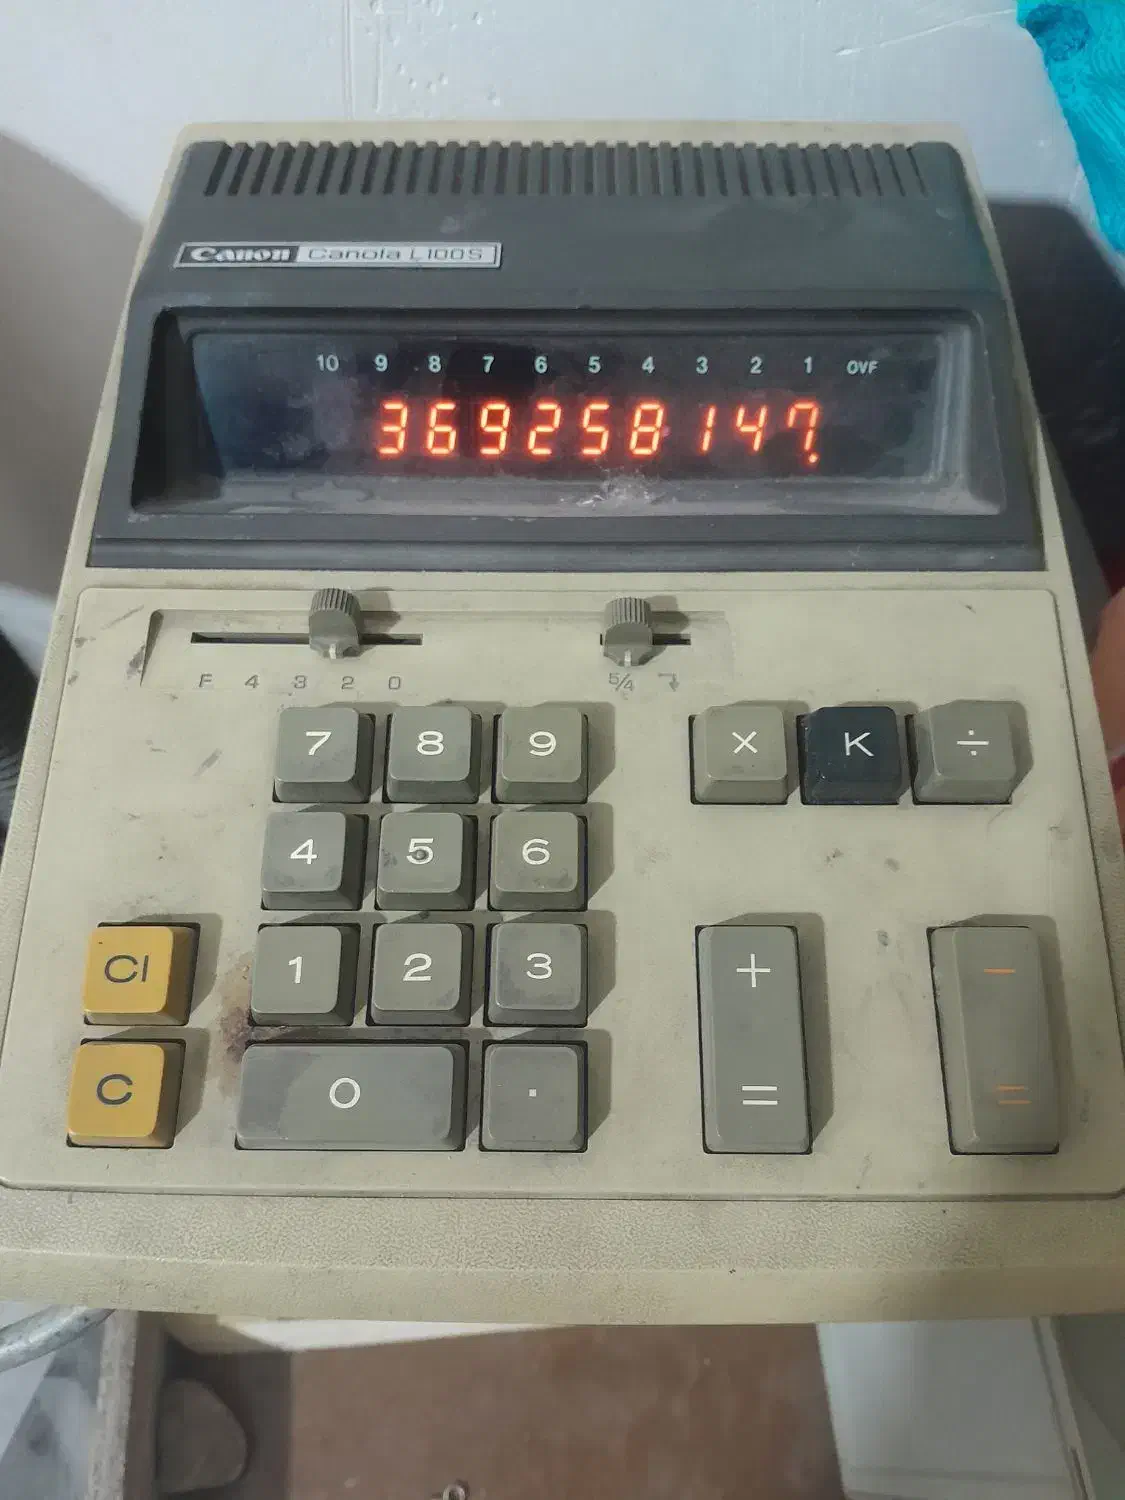 Canon Canola L100S
10 9 8 7 6 5 4 3 2 1 OVF
369258147.
F 4 3 2 0 5/4
7 8 9 × K ÷
4 5 6
CI 1 2 3 + −
C 0 . = =